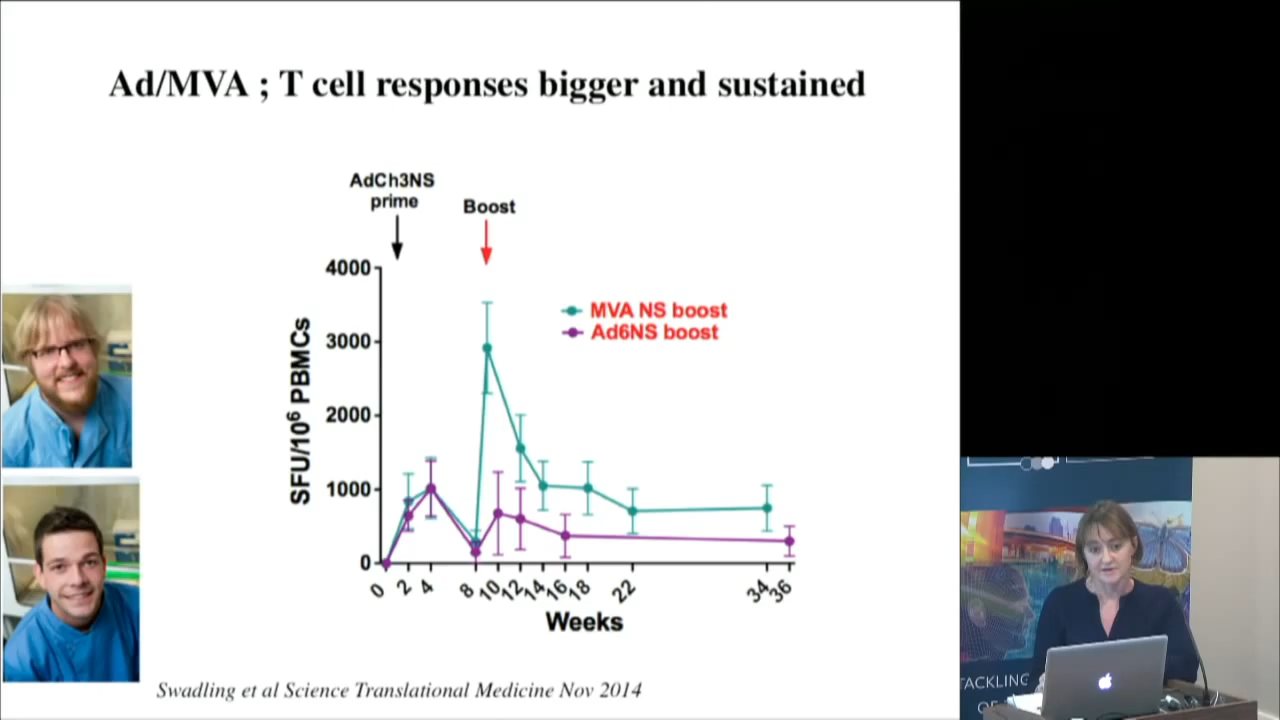 Ad/MVA ; T cell responses bigger and sustained
AdCh3NS
prime
Boost
4000
3000
2000
1000
0
SFU/10⁶ PBMCs
MVA NS boost
Ad6NS boost
0 2 4 8 10 12 14 16 18 22 34 36
Weeks
Swadling et al Science Translational Medicine Nov 2014
TACKLING